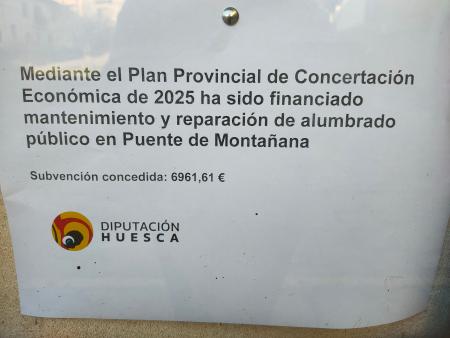 Mediante el Plan Provincial de Concertación
Económica de 2025 ha sido financiado
mantenimiento y reparación de alumbrado
público en Puente de Montañana
Subvención concedida: 6961,61 €
DIPUTACIÓN
HUESCA